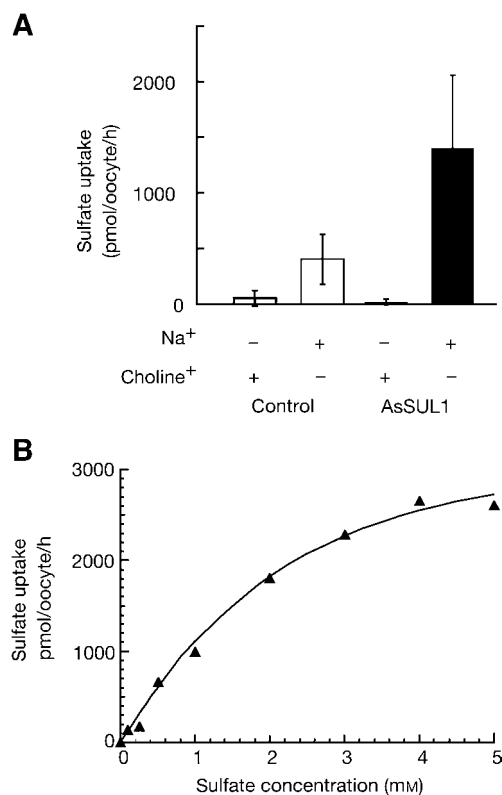 A
Sulfate uptake
(pmol/oocyte/h)
2000
1000
0
Na+ − + − +
Choline+ + − + −
Control AsSUL1
B
Sulfate uptake
pmol/oocyte/h
3000
2000
1000
0
0 1 2 3 4 5
Sulfate concentration (mM)